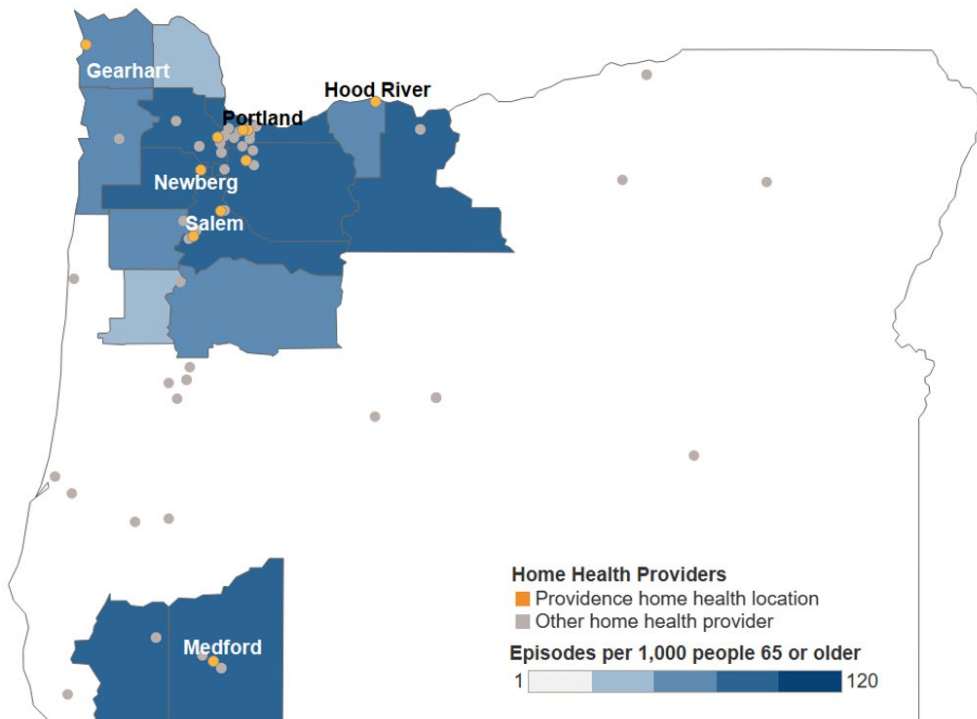 Gearhart
Hood River
Portland
Newberg
Salem
Medford
Home Health Providers
Providence home health location
Other home health provider
Episodes per 1,000 people 65 or older
1 120